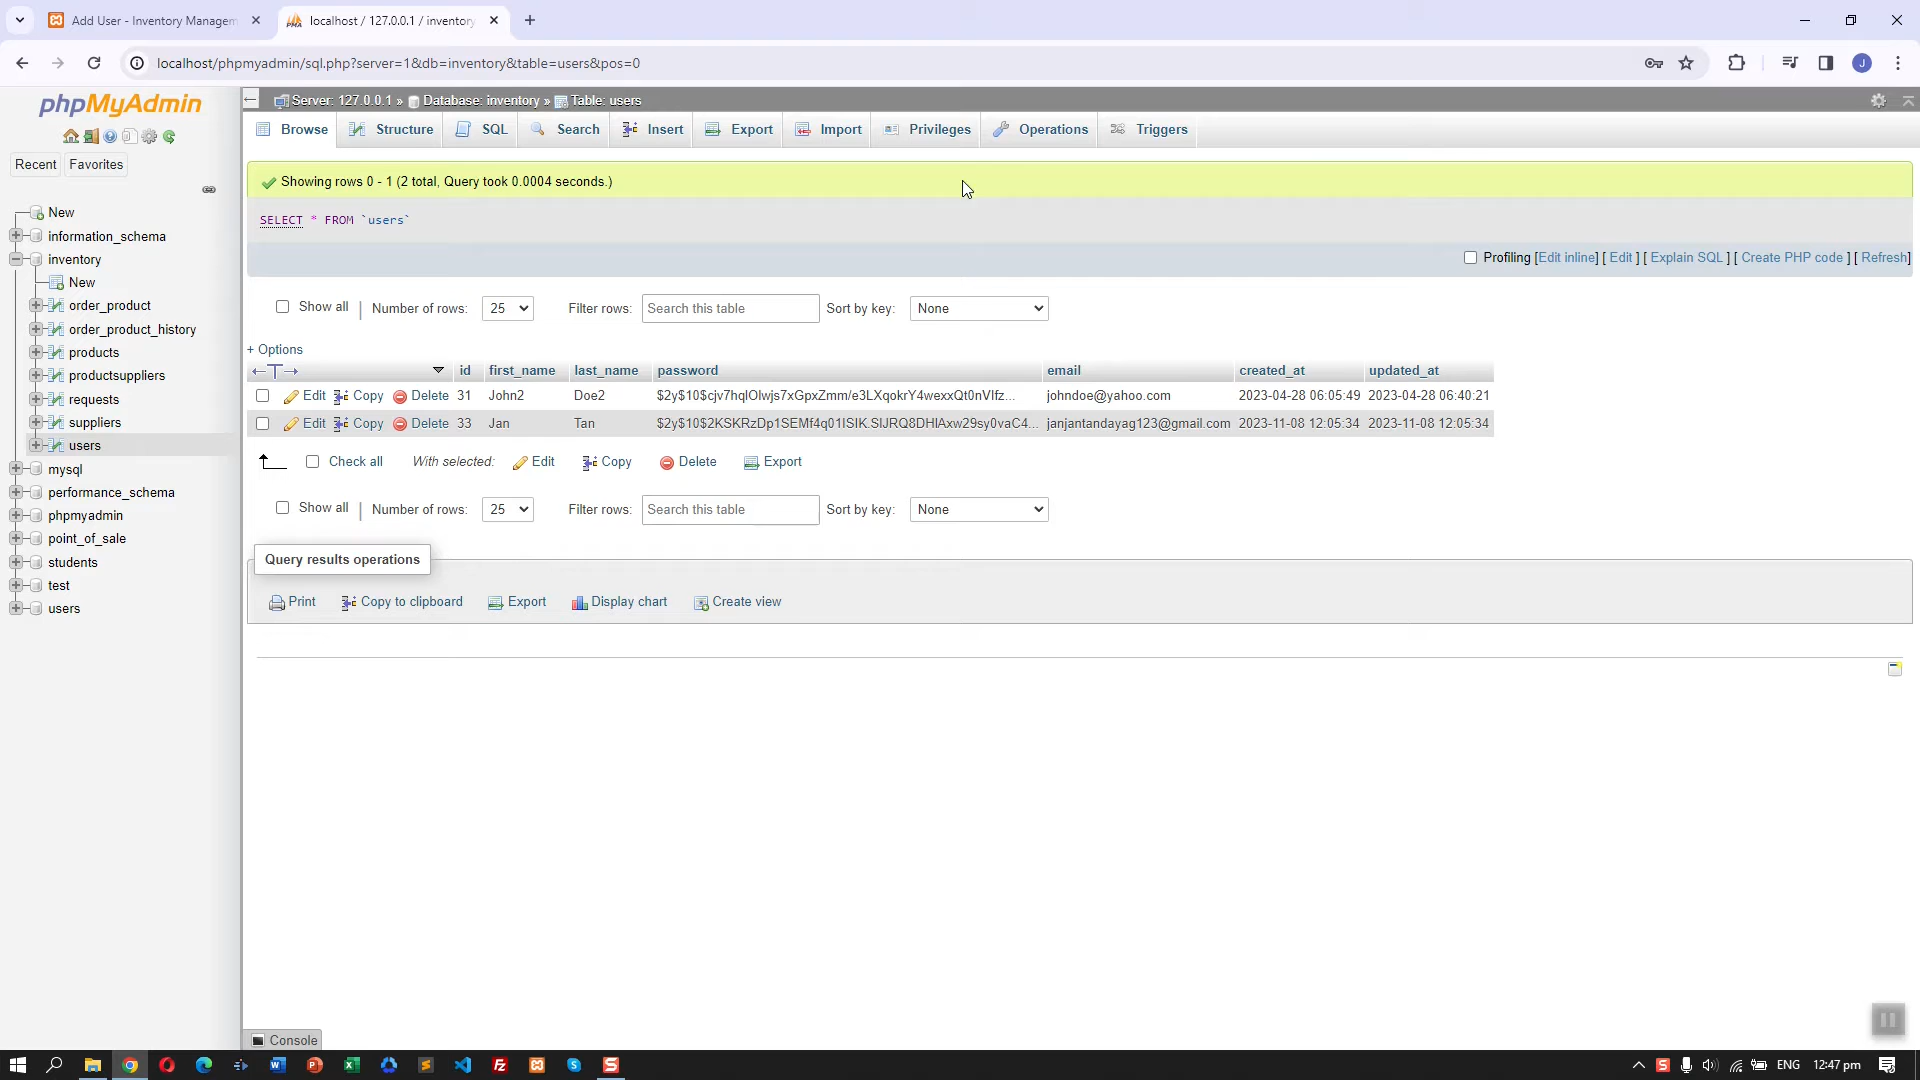 Add User - Inventory Managem
localhost / 127.0.0.1 / inventory
localhost/phpmyadmin/sql.php?server=1&db=inventory&table=users&pos=0
J
phpMyAdmin
Recent
Favorites
New
information_schema
inventory
New
order_product
order_product_history
products
productsuppliers
requests
suppliers
users
mysql
performance_schema
phpmyadmin
point_of_sale
students
test
users
Server: 127.0.0.1 » Database: inventory » Table: users
Browse Structure SQL Search Insert Export Import Privileges Operations Triggers
Showing rows 0 - 1 (2 total, Query took 0.0004 seconds.)
SELECT * FROM `users`
Profiling [Edit inline] [ Edit ] [ Explain SQL ] [ Create PHP code ] [ Refresh]
Show all | Number of rows: 25 Filter rows: Search this table Sort by key: None
+ Options
←T→ id first_name last_name password email created_at updated_at
Edit Copy Delete 31 John2 Doe2 $2y$10$cjv7hqlOlwjs7xGpxZmm/e3LXqokrY4wexxQt0nVIfz... johndoe@yahoo.com 2023-04-28 06:05:49 2023-04-28 06:40:21
Edit Copy Delete 33 Jan Tan $2y$10$2KSKRzDp1SEMf4q01ISIK.SlJRQ8DHlAxw29sy0vaC4... janjantandayag123@gmail.com 2023-11-08 12:05:34 2023-11-08 12:05:34
Check all With selected: Edit Copy Delete Export
Show all | Number of rows: 25 Filter rows: Search this table Sort by key: None
Query results operations
Print Copy to clipboard Export Display chart Create view
Console
ENG 12:47 pm